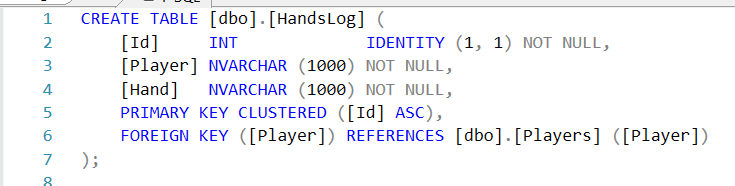 1 CREATE TABLE [dbo].[HandsLog] (
2 [Id] INT IDENTITY (1, 1) NOT NULL,
3 [Player] NVARCHAR (1000) NOT NULL,
4 [Hand] NVARCHAR (1000) NOT NULL,
5 PRIMARY KEY CLUSTERED ([Id] ASC),
6 FOREIGN KEY ([Player]) REFERENCES [dbo].[Players] ([Player])
7 );
8